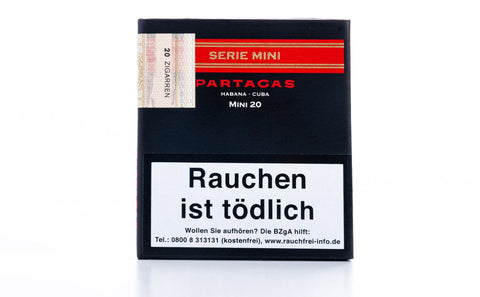 SERIE MINI
20 ZIGARREN
PARTAGAS
HABANA - CUBA
MINI 20
Rauchen
ist tödlich
Wollen Sie aufhören? Die BZgA hilft:
Tel.: 0800 8 313131 (kostenfrei), www.rauchfrei-info.de